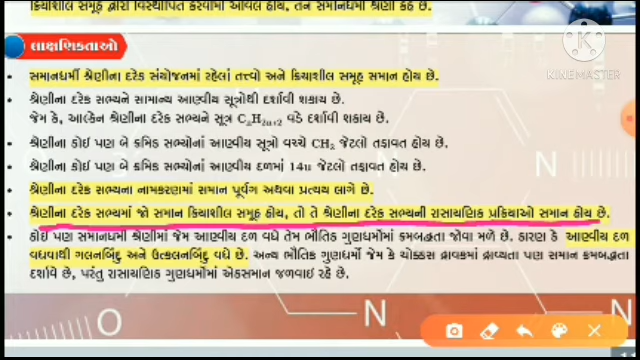 ક્રિયાશીલ સમૂહ દ્વારા વિસ્થાપિત કરવામાં આવેલ હોય, તેને સમાનધર્મી શ્રેણી કહે છે.
લાક્ષણિકતાઓ
• સમાનધર્મી શ્રેણીના દરેક સંયોજનમાં રહેલાં તત્ત્વો અને ક્રિયાશીલ સમૂહ સમાન હોય છે.
• શ્રેણીના દરેક સભ્યને સામાન્ય આણ્વીય સૂત્રોથી દર્શાવી શકાય છે.
જેમ કે, આલ્કેન શ્રેણીના દરેક સભ્યને સૂત્ર CₙH₂ₙ₊₂ વડે દર્શાવી શકાય છે.
• શ્રેણીના કોઈ પણ બે ક્રમિક સભ્યોનાં આણ્વીય સૂત્રો વચ્ચે CH₂ જેટલો તફાવત હોય છે.
• શ્રેણીના કોઈ પણ બે ક્રમિક સભ્યોના આણ્વીય દળમાં 14u જેટલો તફાવત હોય છે.
• શ્રેણીના દરેક સભ્યના નામકરણમાં સમાન પૂર્વગ અથવા પ્રત્યય લાગે છે.
• શ્રેણીના દરેક સભ્યમાં જો સમાન ક્રિયાશીલ સમૂહ હોય, તો તે શ્રેણીના દરેક સભ્યની રાસાયણિક પ્રક્રિયાઓ સમાન હોય છે.
• કોઈ પણ સમાનધર્મી શ્રેણીમાં જેમ આણ્વીય દળ વધે તેમ ભૌતિક ગુણધર્મોમાં ક્રમબદ્ધતા જોવા મળે છે. કારણ કે આણ્વીય દળ
વધવાથી ગલનબિંદુ અને ઉત્કલનબિંદુ વધે છે. અન્ય ભૌતિક ગુણધર્મો જેમ કે ચોક્કસ દ્રાવકમાં દ્રાવ્યતા પણ સમાન ક્રમબદ્ધતા
દર્શાવે છે, પરંતુ રાસાયણિક ગુણધર્મો એકસમાન જળવાઈ રહે છે.
KINEMASTER
N
O
N
N